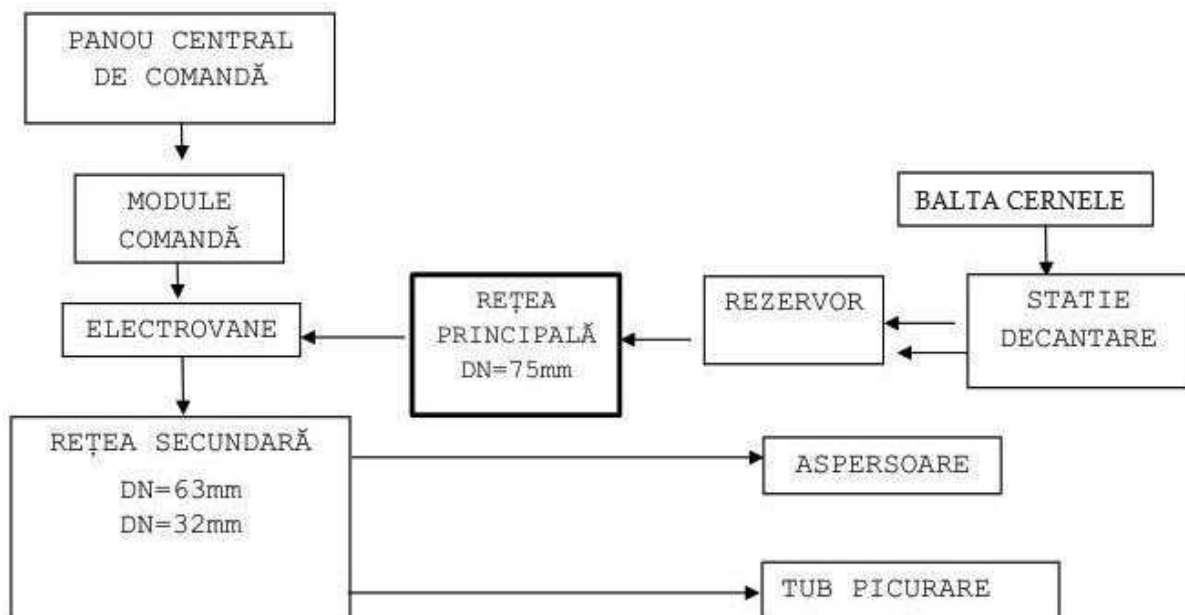 PANOU CENTRAL
DE COMANDĂ
MODULE
COMANDĂ
BALTA CERNELE
ELECTROVANE
REȚEA
PRINCIPALĂ
DN=75mm
REZERVOR
STATIE
DECANTARE
REȚEA SECUNDARĂ
DN=63mm
DN=32mm
ASPERSOARE
TUB PICURARE